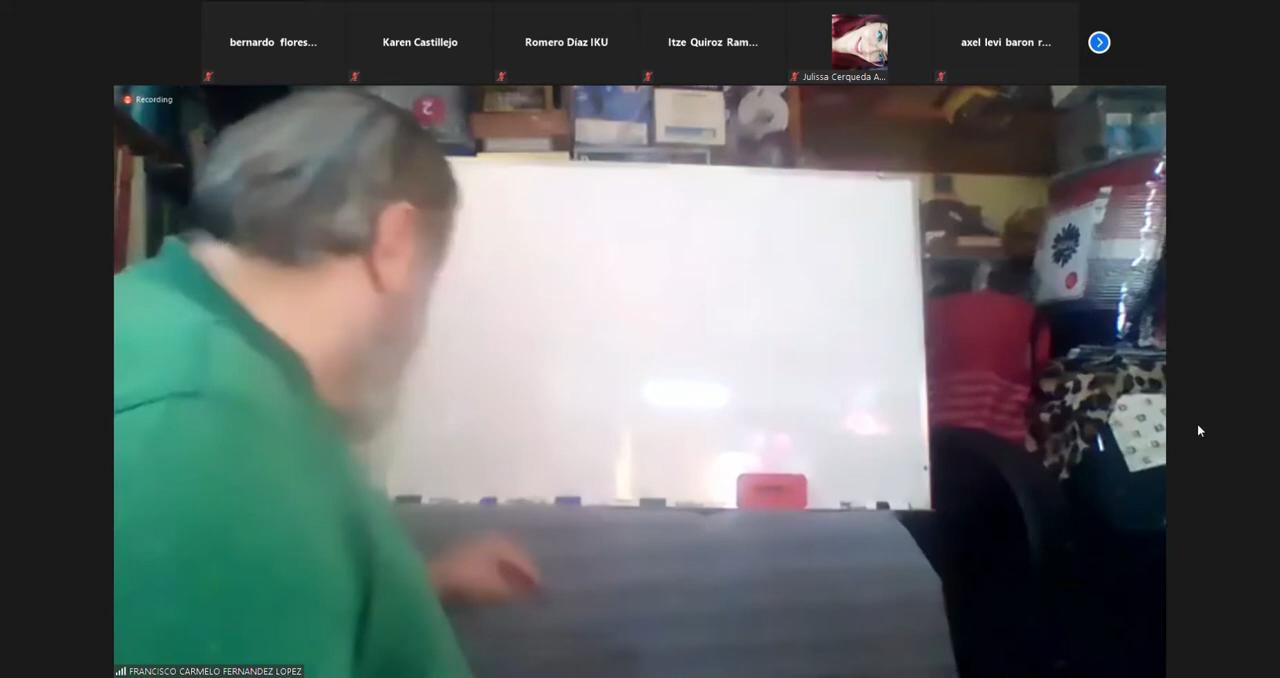 bernardo flores...
Karen Castillejo
Romero Díaz IKU
Itze Quiroz Ram...
Julissa Cerqueda A...
axel levi baron r...
Recording
FRANCISCO CARMELO FERNANDEZ LOPEZ